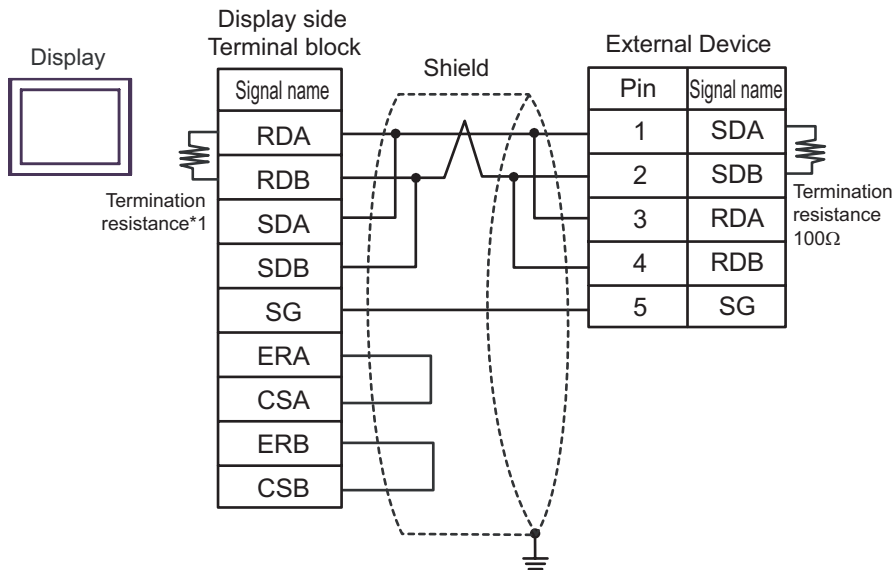 Display side
Terminal block
Display
Shield
External Device
Signal name
RDA
RDB
SDA
SDB
SG
ERA
CSA
ERB
CSB
Termination
resistance*1
Pin Signal name
1 SDA
2 SDB
3 RDA
4 RDB
5 SG
Termination
resistance
100Ω